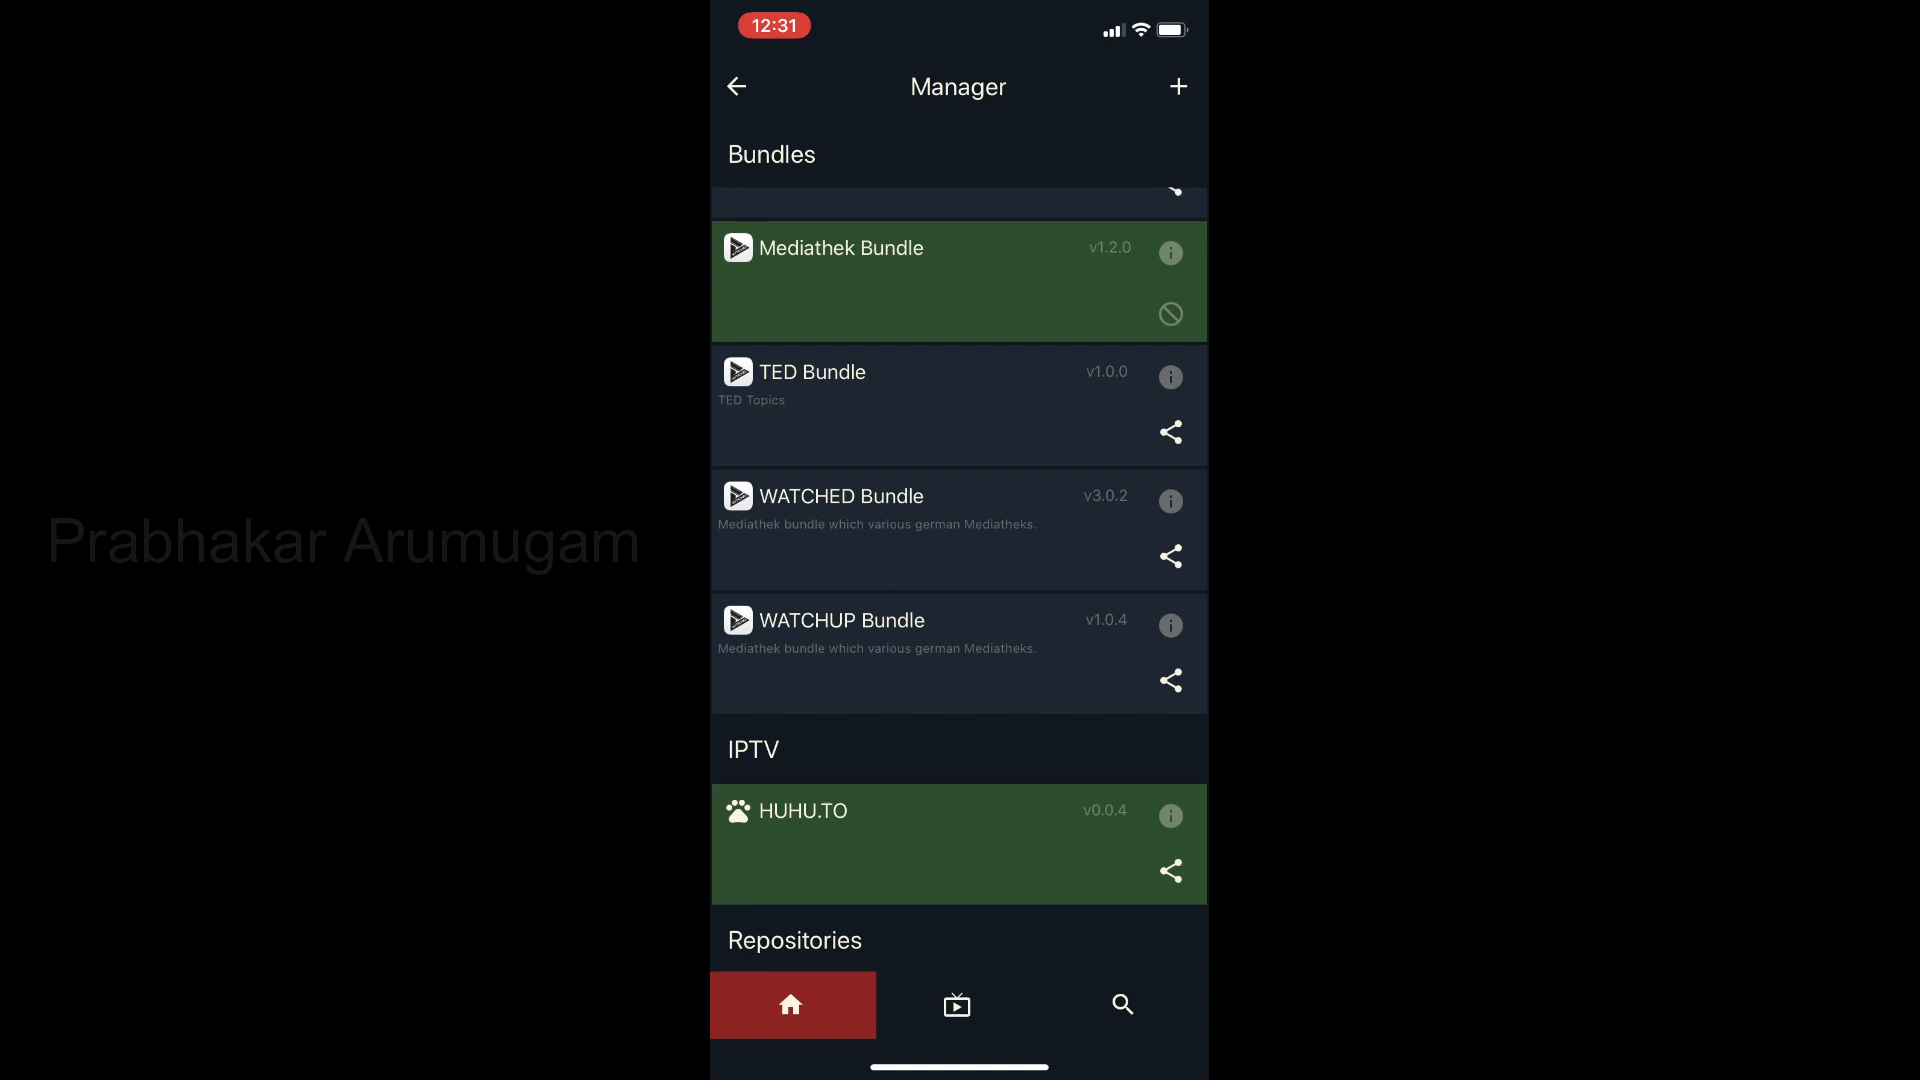 12:31
Manager
Bundles
Mediathek Bundle
v1.2.0
TED Bundle
v1.0.0
TED Topics
WATCHED Bundle
v3.0.2
Mediathek bundle which various german Mediatheks.
Prabhakar Arumugam
WATCHUP Bundle
v1.0.4
Mediathek bundle which various german Mediatheks.
IPTV
HUHU.TO
v0.0.4
Repositories